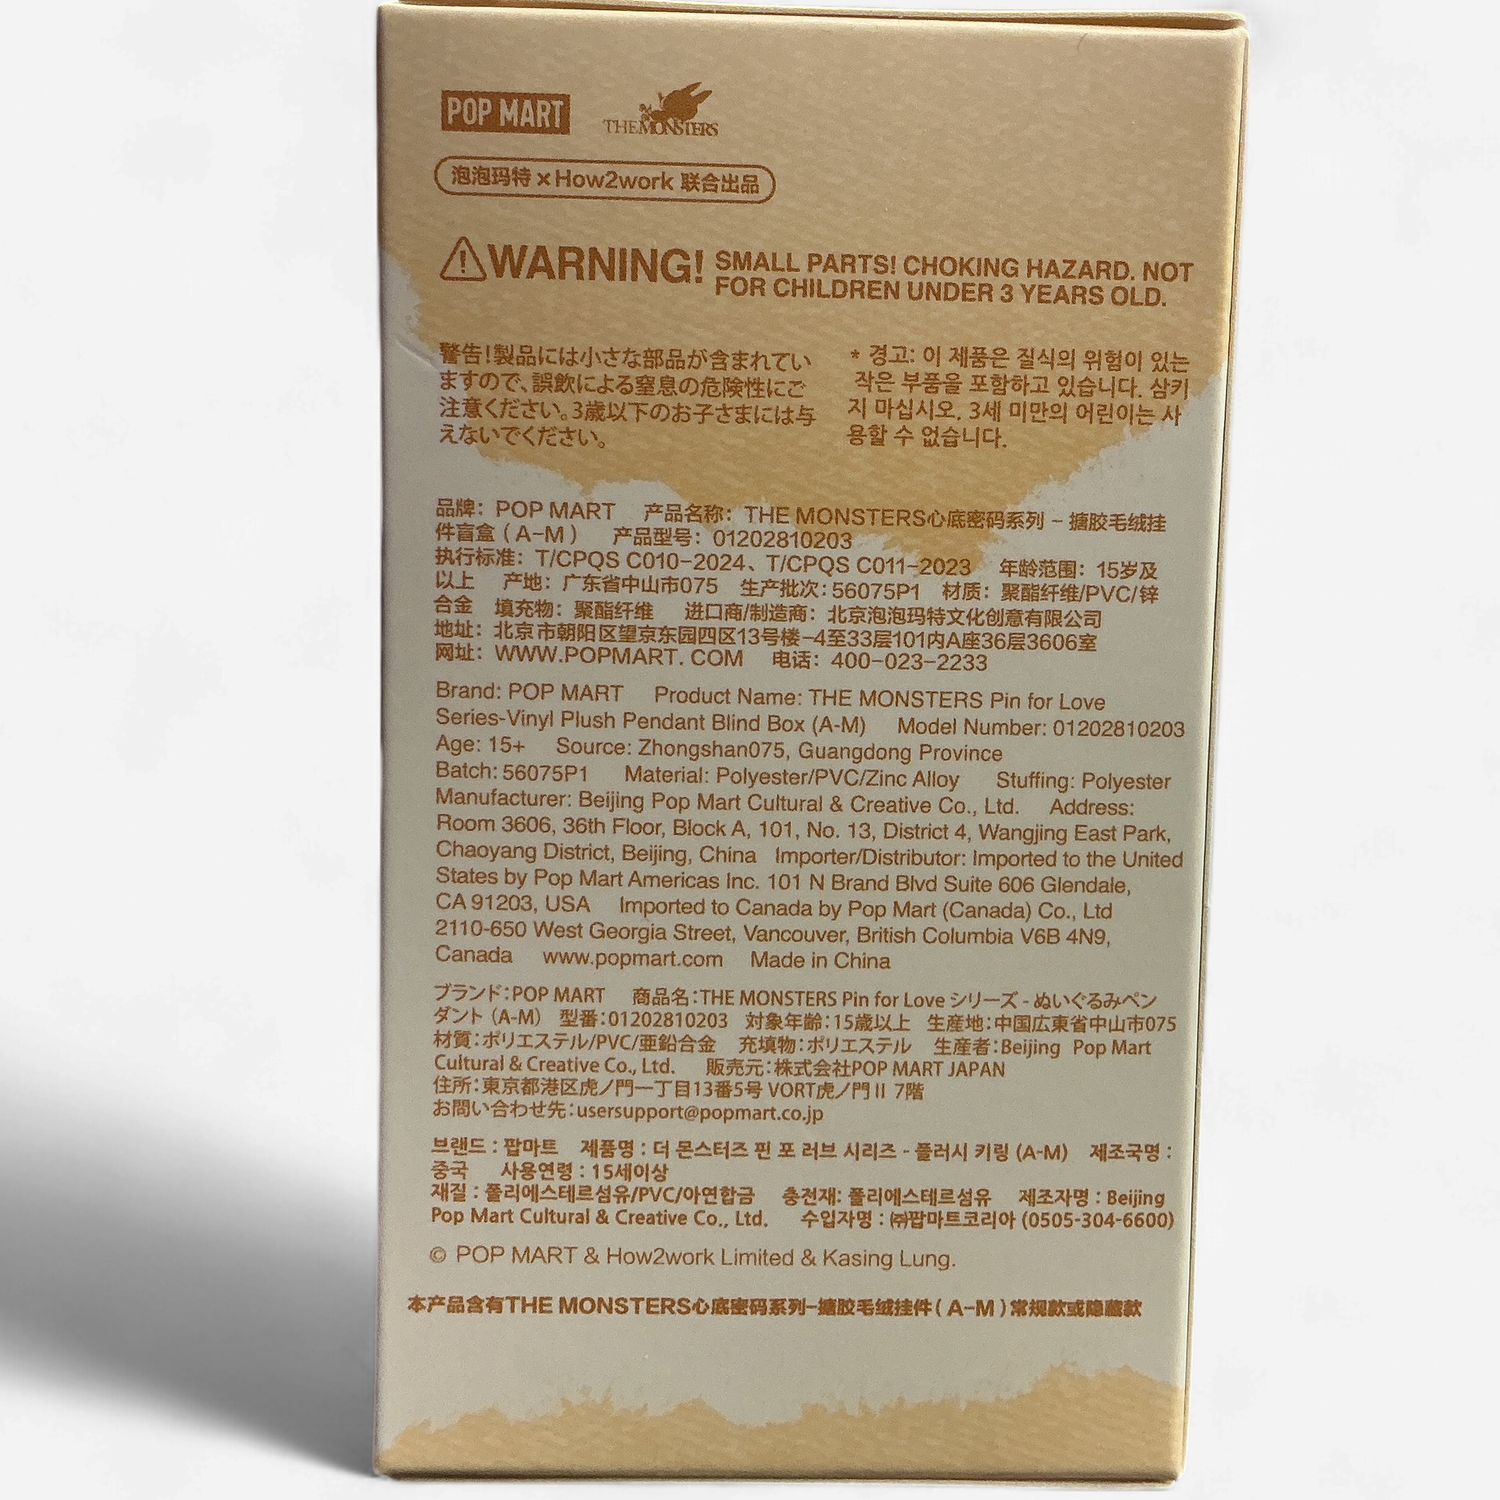 POP MART
THE MONSTERS
泡泡玛特 × How2work 联合出品
WARNING! SMALL PARTS! CHOKING HAZARD. NOT
FOR CHILDREN UNDER 3 YEARS OLD.
警告!製品には小さな部品が含まれてい
ますので、誤飲による窒息の危険性にご
注意ください。3歳以下のお子さまには与
えないでください。
* 경고: 이 제품은 질식의 위험이 있는
작은 부품을 포함하고 있습니다. 삼키
지 마십시오. 3세 미만의 어린이는 사
용할 수 없습니다.
品牌：POP MART 产品名称：THE MONSTERS心底密码系列－搪胶毛绒挂
件盲盒（A-M） 产品型号：01202810203
执行标准：T/CPQS C010-2024、T/CPQS C011-2023 年龄范围：15岁及
以上 产地：广东省中山市075 生产批次：56075P1 材质：聚酯纤维/PVC/锌
合金 填充物：聚酯纤维 进口商/制造商：北京泡泡玛特文化创意有限公司
地址：北京市朝阳区望京东园四区13号楼-4至33层101内A座36层3606室
网址：WWW.POPMART. COM 电话：400-023-2233
Brand: POP MART Product Name: THE MONSTERS Pin for Love
Series-Vinyl Plush Pendant Blind Box (A-M) Model Number: 01202810203
Age: 15+ Source: Zhongshan075, Guangdong Province
Batch: 56075P1 Material: Polyester/PVC/Zinc Alloy Stuffing: Polyester
Manufacturer: Beijing Pop Mart Cultural & Creative Co., Ltd. Address:
Room 3606, 36th Floor, Block A, 101, No. 13, District 4, Wangjing East Park,
Chaoyang District, Beijing, China Importer/Distributor: Imported to the United
States by Pop Mart Americas Inc. 101 N Brand Blvd Suite 606 Glendale,
CA 91203, USA Imported to Canada by Pop Mart (Canada) Co., Ltd
2110-650 West Georgia Street, Vancouver, British Columbia V6B 4N9,
Canada www.popmart.com Made in China
ブランド：POP MART 商品名：THE MONSTERS Pin for Love シリーズ - ぬいぐるみペン
ダント（A-M） 型番：01202810203 対象年齢：15歳以上 生産地：中国広東省中山市075
材質：ポリエステル/PVC/亜鉛合金 充填物：ポリエステル 生産者：Beijing Pop Mart
Cultural & Creative Co., Ltd. 販売元：株式会社POP MART JAPAN
住所：東京都港区虎ノ門一丁目13番5号 VORT虎ノ門Ⅱ 7階
お問い合わせ先：usersupport@popmart.co.jp
브랜드 : 팝마트 제품명 : 더 몬스터즈 핀 포 러브 시리즈 - 플러시 키링 (A-M) 제조국명 :
중국 사용연령 : 15세이상
재질 : 폴리에스테르섬유/PVC/아연합금 충전재: 폴리에스테르섬유 제조자명 : Beijing
Pop Mart Cultural & Creative Co., Ltd. 수입자명 : ㈜팝마트코리아 (0505-304-6600)
© POP MART & How2work Limited & Kasing Lung.
本产品含有THE MONSTERS心底密码系列-搪胶毛绒挂件（A-M）常规款或隐藏款